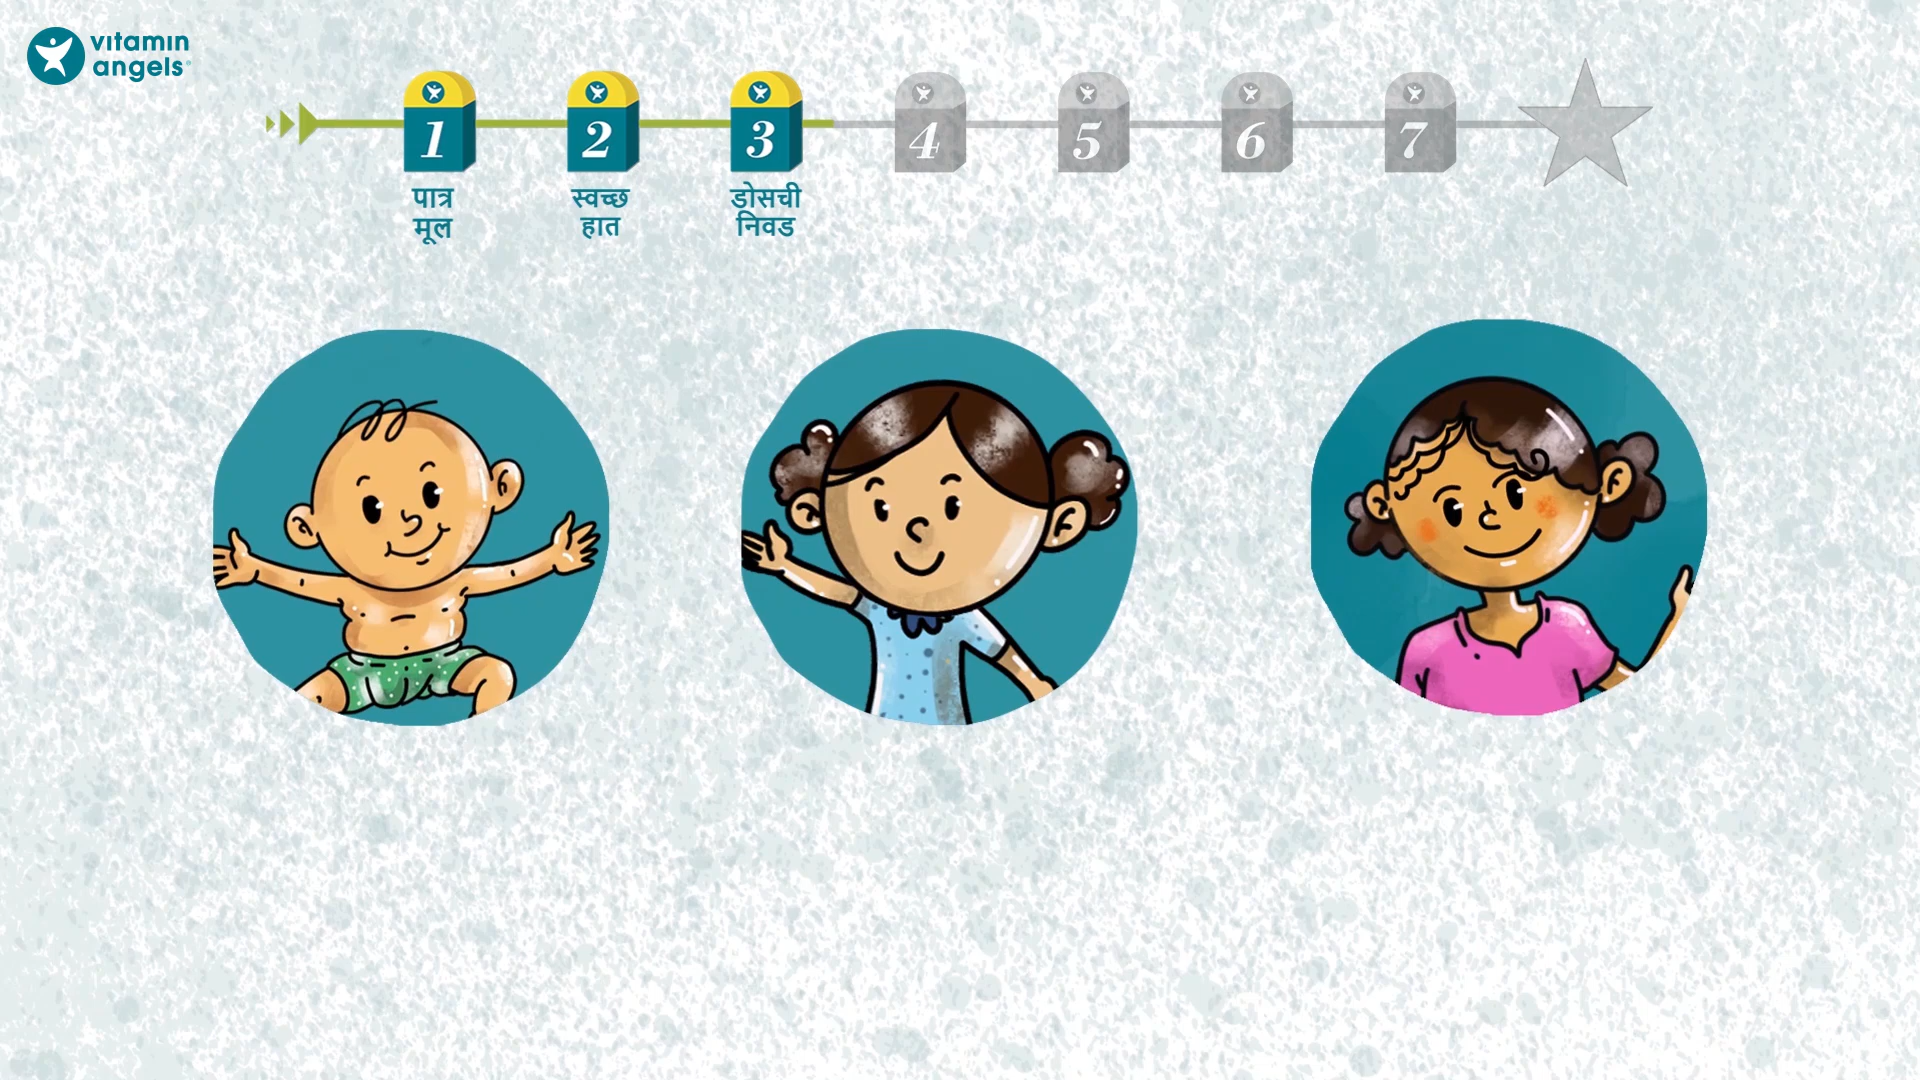 vitamin
angels
1
2
3
4
5
6
7
पात्र
मूल
स्वच्छ
हात
डोसची
निवड